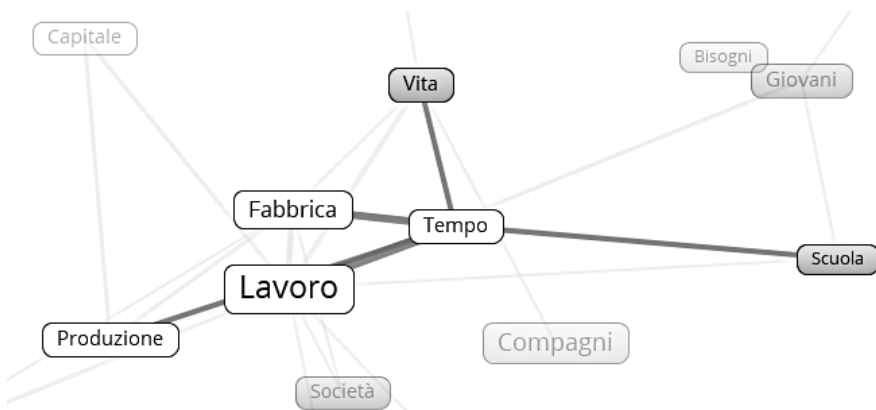 Capitale
Bisogni
Vita
Giovani
Fabbrica
Tempo
Scuola
Lavoro
Produzione
Compagni
Società